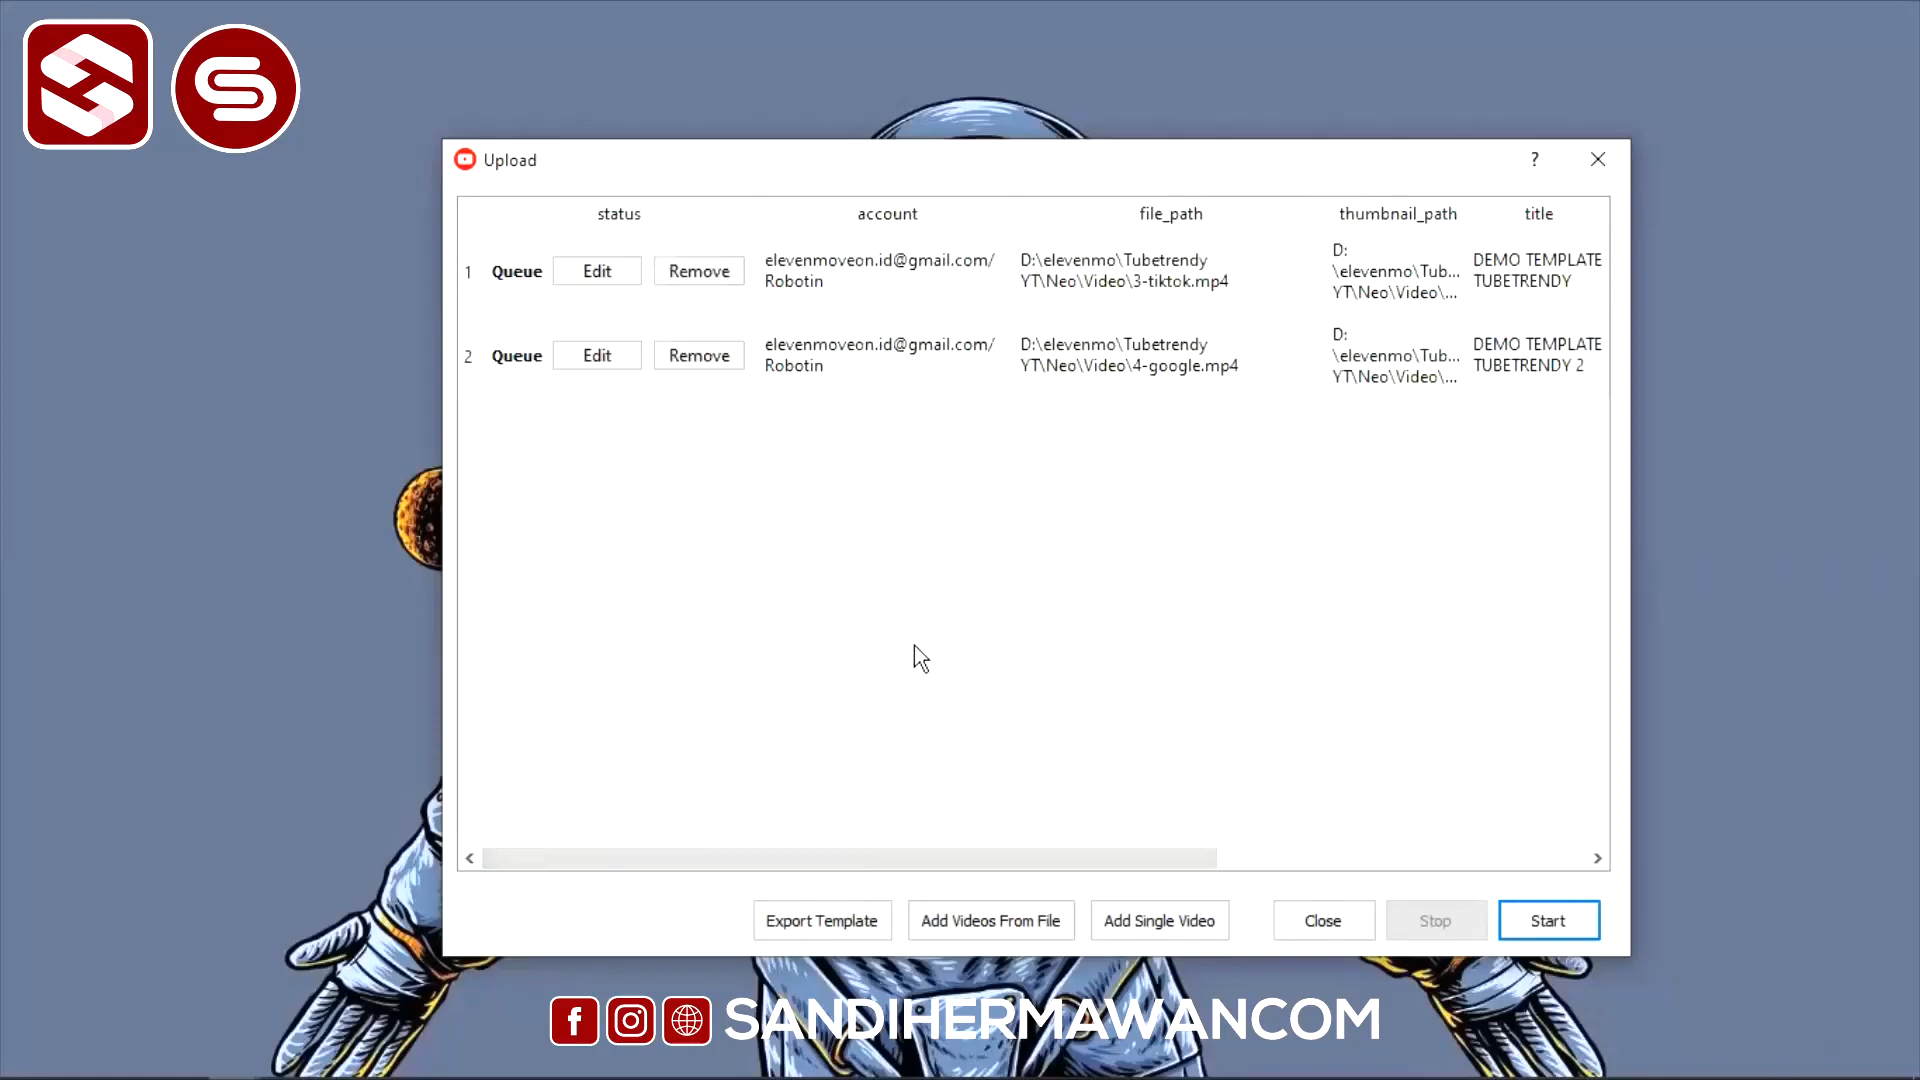 Upload
?
status account file_path thumbnail_path title
1 Queue Edit Remove
elevenmoveon.id@gmail.com/
Robotin
D:\elevenmo\Tubetrendy
YT\Neo\Video\3-tiktok.mp4
D:
\elevenmo\Tub...
YT\Neo\Video\...
DEMO TEMPLATE
TUBETRENDY
2 Queue Edit Remove
elevenmoveon.id@gmail.com/
Robotin
D:\elevenmo\Tubetrendy
YT\Neo\Video\4-google.mp4
D:
\elevenmo\Tub...
YT\Neo\Video\...
DEMO TEMPLATE
TUBETRENDY 2
Export Template Add Videos From File Add Single Video Close Stop Start
SANDIHERMAWANCOM